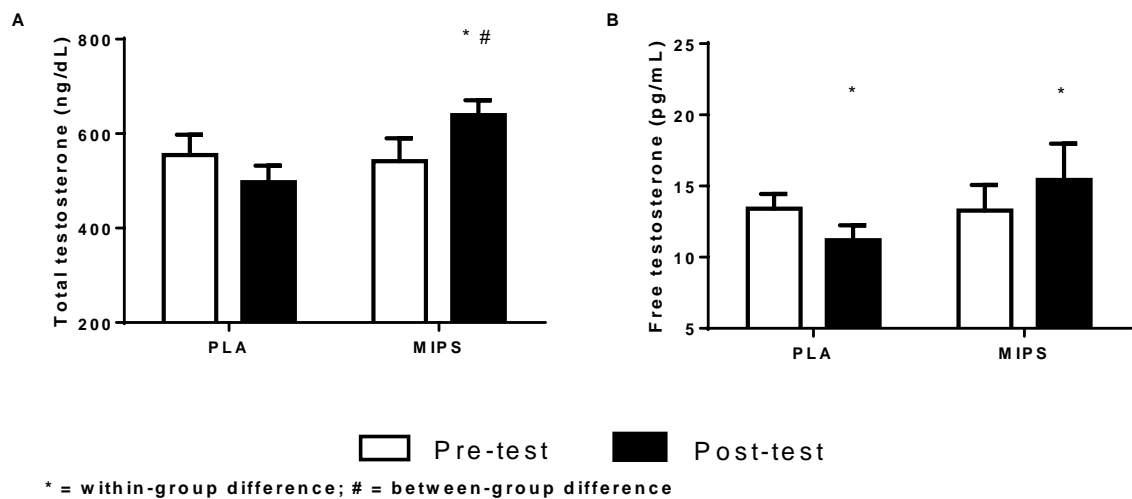 A
Total testosterone (ng/dL)
800
600
400
200
* #
PLA
MIPS
B
Free testosterone (pg/mL)
25
20
15
10
5
*
*
PLA
MIPS
Pre-test
Post-test
* = within-group difference; # = between-group difference